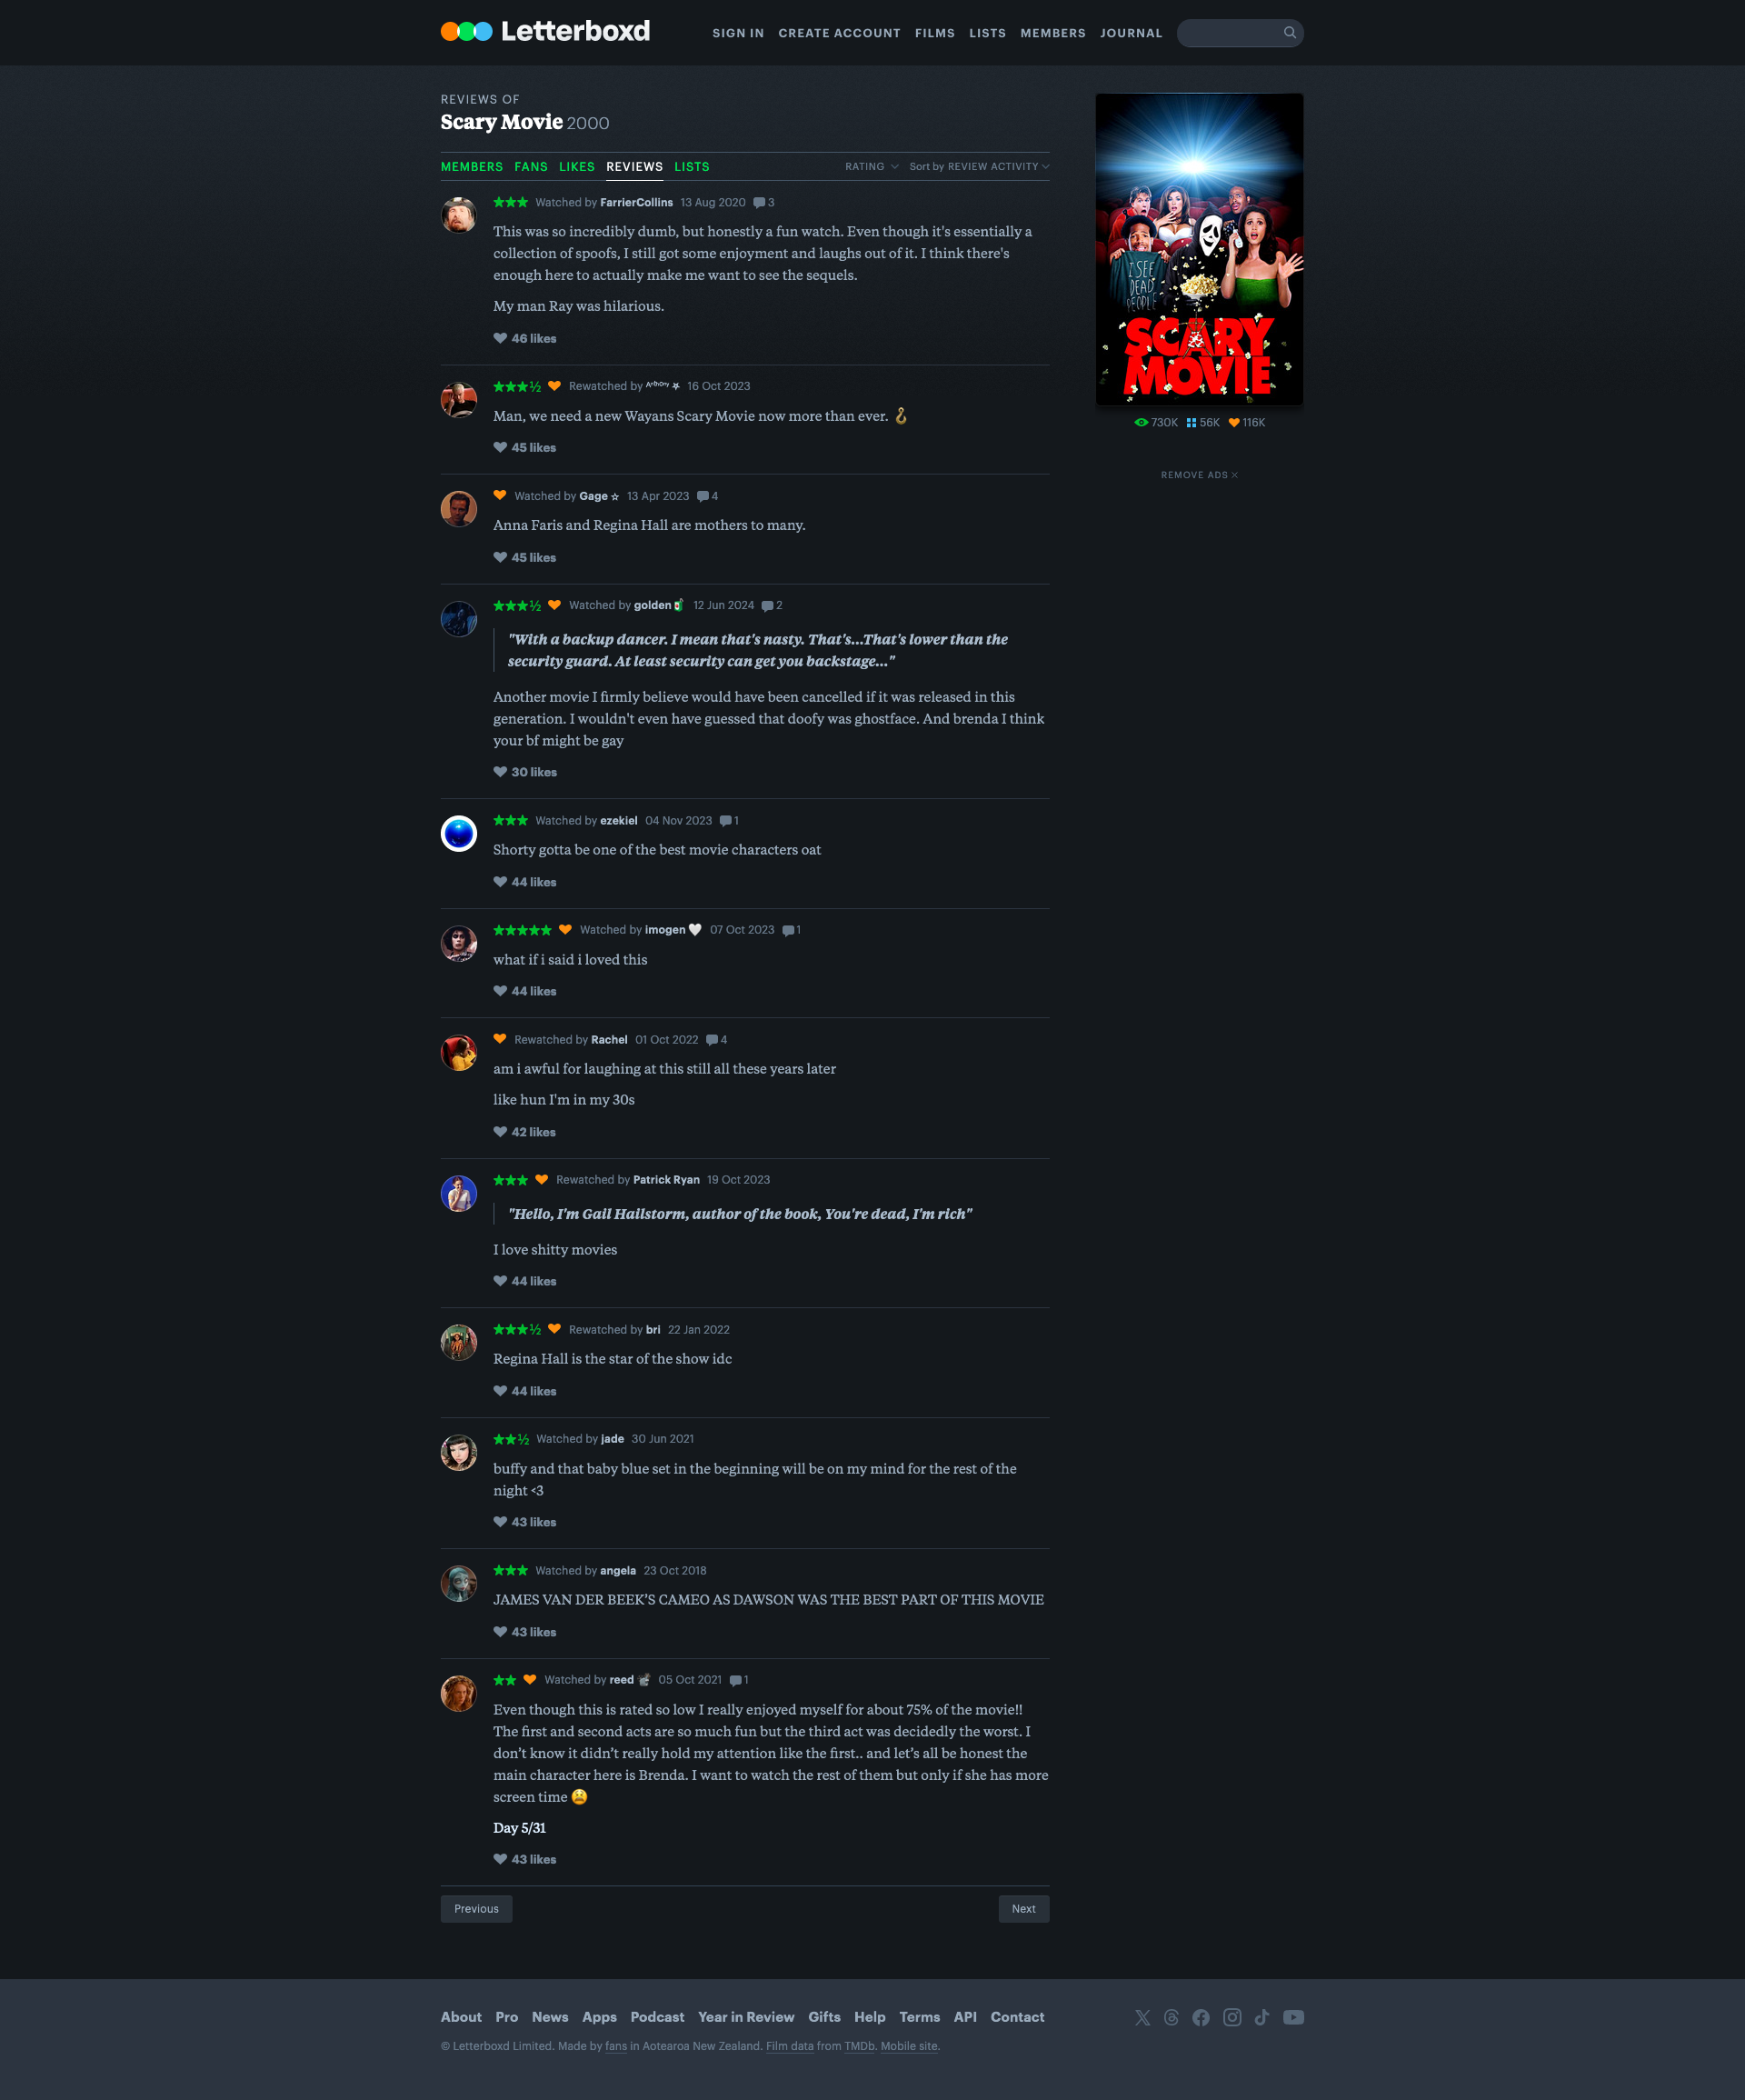 Letterboxd
SIGN IN CREATE ACCOUNT FILMS LISTS MEMBERS JOURNAL
REVIEWS OF
Scary Movie 2000
MEMBERS FANS LIKES REVIEWS LISTS
RATING Sort by REVIEW ACTIVITY
★★★ Watched by FarrierCollins 13 Aug 2020 3
This was so incredibly dumb, but honestly a fun watch. Even though it's essentially a
collection of spoofs, I still got some enjoyment and laughs out of it. I think there's
enough here to actually make me want to see the sequels.
My man Ray was hilarious.
46 likes
★★★½ Rewatched by ᴬⁿᵗʰᵒⁿʸ ✯ 16 Oct 2023
Man, we need a new Wayans Scary Movie now more than ever. 🪝
45 likes
Watched by Gage ☆ 13 Apr 2023 4
Anna Faris and Regina Hall are mothers to many.
45 likes
★★★½ Watched by golden🧃 12 Jun 2024 2
"With a backup dancer. I mean that's nasty. That's...That's lower than the
security guard. At least security can get you backstage..."
Another movie I firmly believe would have been cancelled if it was released in this
generation. I wouldn't even have guessed that doofy was ghostface. And brenda I think
your bf might be gay
30 likes
★★★ Watched by ezekiel 04 Nov 2023 1
Shorty gotta be one of the best movie characters oat
44 likes
★★★★★ Watched by imogen 🤍 07 Oct 2023 1
what if i said i loved this
44 likes
Rewatched by Rachel 01 Oct 2022 4
am i awful for laughing at this still all these years later
like hun I'm in my 30s
42 likes
★★★ Rewatched by Patrick Ryan 19 Oct 2023
"Hello, I'm Gail Hailstorm, author of the book, You're dead, I'm rich"
I love shitty movies
44 likes
★★★½ Rewatched by bri 22 Jan 2022
Regina Hall is the star of the show idc
44 likes
★★½ Watched by jade 30 Jun 2021
buffy and that baby blue set in the beginning will be on my mind for the rest of the
night <3
43 likes
★★★ Watched by angela 23 Oct 2018
JAMES VAN DER BEEK’S CAMEO AS DAWSON WAS THE BEST PART OF THIS MOVIE
43 likes
★★ Watched by reed 05 Oct 2021 1
Even though this is rated so low I really enjoyed myself for about 75% of the movie!!
The first and second acts are so much fun but the third act was decidedly the worst. I
don’t know it didn’t really hold my attention like the first.. and let’s all be honest the
main character here is Brenda. I want to watch the rest of them but only if she has more
screen time 😫
Day 5/31
43 likes
Previous Next
I SEE
DEAD
PEOPLE
SCARY
MOVIE
730K 56K 116K
REMOVE ADS
About Pro News Apps Podcast Year in Review Gifts Help Terms API Contact
© Letterboxd Limited. Made by fans in Aotearoa New Zealand. Film data from TMDb. Mobile site.